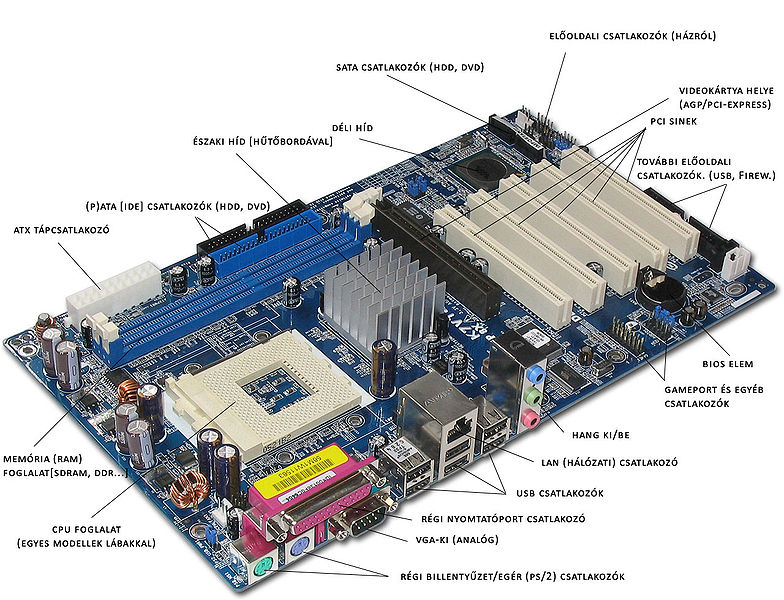 ELŐOLDALI CSATLAKOZÓK (HÁZRÓL)
SATA CSATLAKOZÓK (HDD, DVD)
VIDEOKÁRTYA HELYE
(AGP/PCI-EXPRESS)
PCI SINEK
DÉLI HÍD
ÉSZAKI HÍD [HŰTŐBORDÁVAL]
TOVÁBBI ELŐOLDALI
CSATLAKOZÓK. (USB, FIREW.)
(P)ATA [IDE] CSATLAKOZÓK (HDD, DVD)
ATX TÁPCSATLAKOZÓ
BIOS ELEM
GAMEPORT ÉS EGYÉB
CSATLAKOZÓK
HANG KI/BE
MEMÓRIA (RAM)
FOGLALAT[SDRAM, DDR...]
LAN (HÁLÓZATI) CSATLAKOZÓ
USB CSATLAKOZÓK
CPU FOGLALAT
(EGYES MODELLEK LÁBAKKAL)
RÉGI NYOMTATÓPORT CSATLAKOZÓ
VGA-KI (ANALÓG)
RÉGI BILLENTYŰZET/EGÉR (PS/2) CSATLAKOZÓK